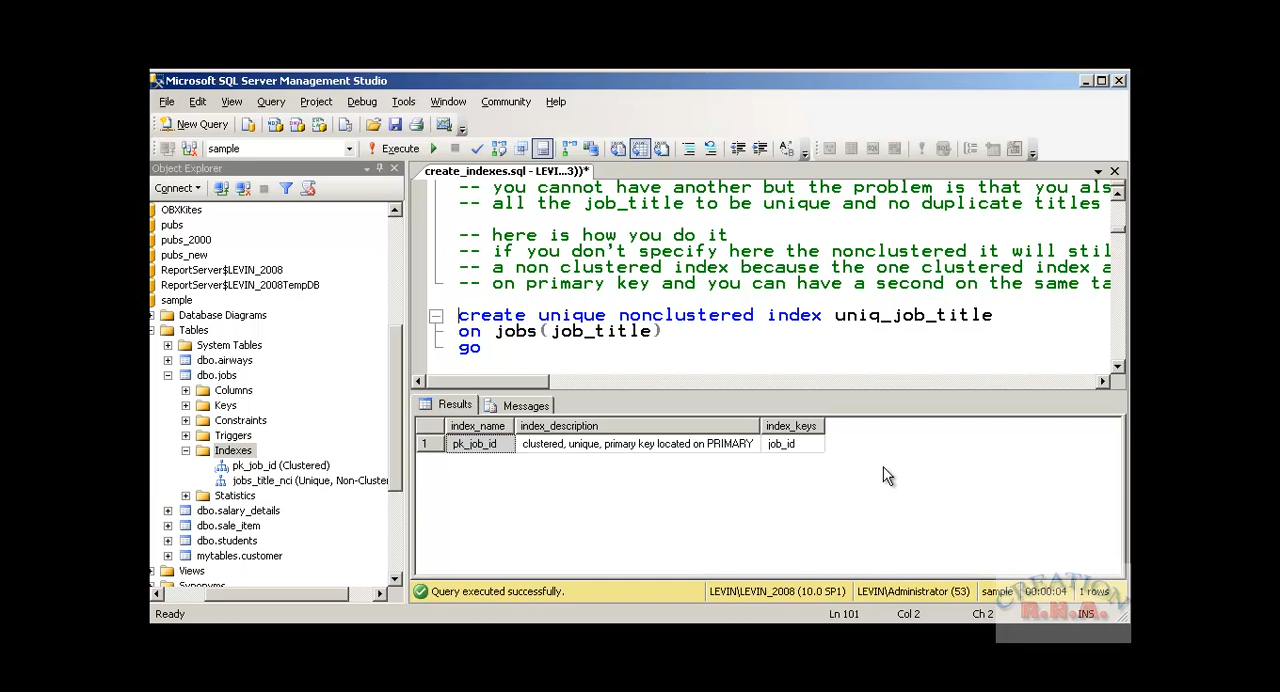 Microsoft SQL Server Management Studio
File Edit View Query Project Debug Tools Window Community Help
New Query
sample Execute
Object Explorer
create_indexes.sql - LEVI...3))*
Connect
OBXKites
pubs
pubs_2000
pubs_new
ReportServer$LEVIN_2008
ReportServer$LEVIN_2008TempDB
sample
Database Diagrams
Tables
System Tables
dbo.airways
dbo.jobs
Columns
Keys
Constraints
Triggers
Indexes
pk_job_id (Clustered)
jobs_title_nci (Unique, Non-Cluste
Statistics
dbo.salary_details
dbo.sale_item
dbo.students
mytables.customer
Views
Synonyms
-- you cannot have another but the problem is that you als
-- all the job_title to be unique and no duplicate titles
-- here is how you do it
-- if you don't specify here the nonclustered it will stil
-- a non clustered index because the one clustered index a
-- on primary key and you can have a second on the same ta
create unique nonclustered index uniq_job_title
on jobs(job_title)
go
Results Messages
index_name index_description index_keys
1 pk_job_id clustered, unique, primary key located on PRIMARY job_id
Query executed successfully. LEVIN\LEVIN_2008 (10.0 SP1) LEVIN\Administrator (53) sample 00:00:04 1 rows
Ready Ln 101 Col 2 Ch 2 INS
CREATION
R.N.A.